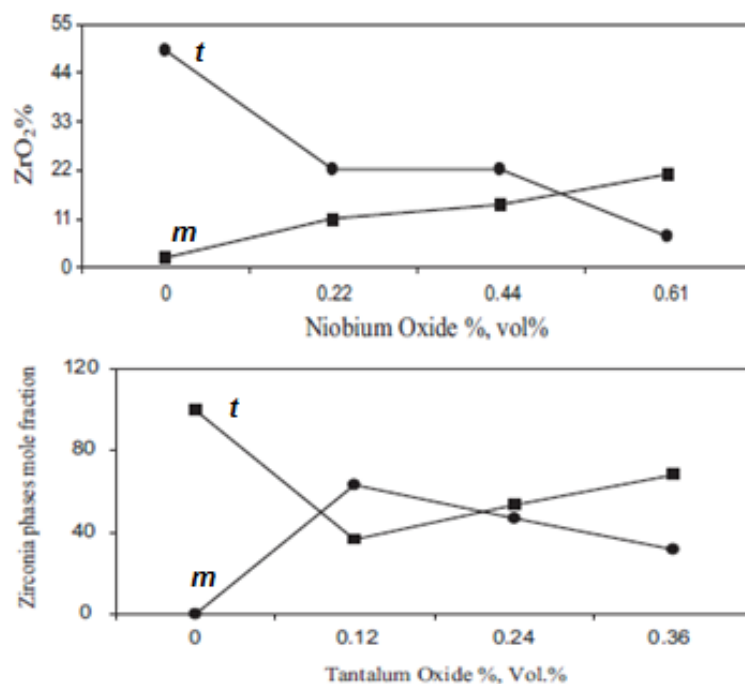 55
t
44
33
22
11
m
0
ZrO₂%
0 0.22 0.44 0.61
Niobium Oxide %, vol%
120
t
80
40
m
0
Zirconia phases mole fraction
0 0.12 0.24 0.36
Tantalum Oxide %, Vol.%